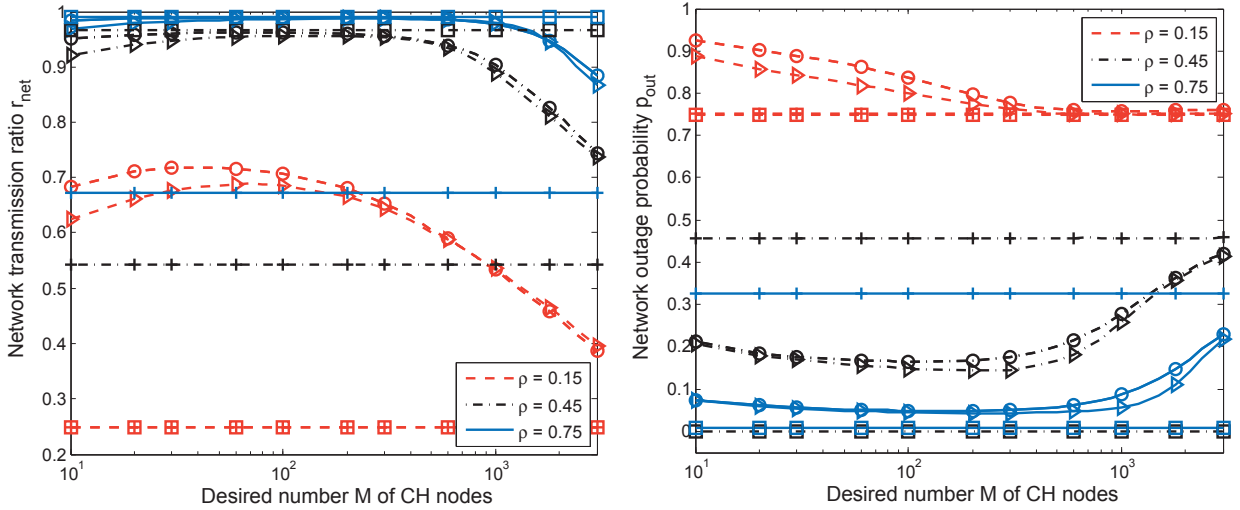 Network transmission ratio r_net
1
0.9
0.8
0.7
0.6
0.5
0.4
0.3
0.2
10^1
10^2
10^3
Desired number M of CH nodes
ρ = 0.15
ρ = 0.45
ρ = 0.75
Network outage probability p_out
1
0.9
0.8
0.7
0.6
0.5
0.4
0.3
0.2
0.1
0
10^1
10^2
10^3
Desired number M of CH nodes
ρ = 0.15
ρ = 0.45
ρ = 0.75